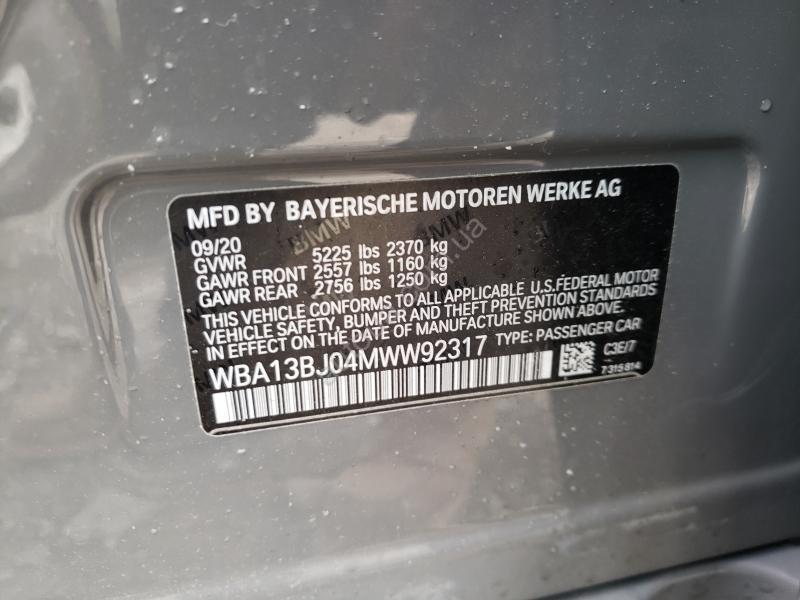 MFD BY BAYERISCHE MOTOREN WERKE AG
09/20
GVWR 5225 lbs 2370 kg
GAWR FRONT 2557 lbs 1160 kg
GAWR REAR 2756 lbs 1250 kg
THIS VEHICLE CONFORMS TO ALL APPLICABLE U.S.FEDERAL MOTOR
VEHICLE SAFETY, BUMPER AND THEFT PREVENTION STANDARDS
IN EFFECT ON THE DATE OF MANUFACTURE SHOWN ABOVE.
WBA13BJ04MWW92317 TYPE: PASSENGER CAR
C3E/7
7315814